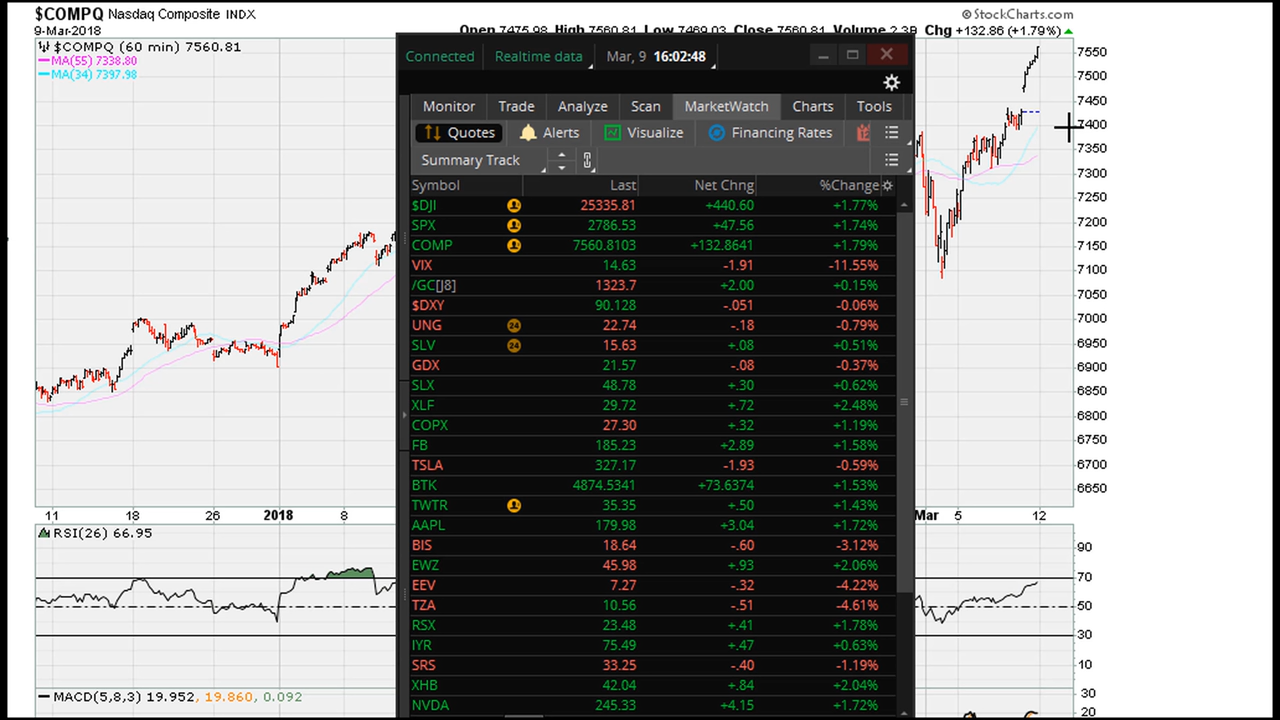 $COMPQ Nasdaq Composite INDX
© StockCharts.com
9-Mar-2018
Open 7475.98 High 7560.81 Low 7469.03 Close 7560.81 Volume Chg +132.86 (+1.79%)
$COMPQ (60 min) 7560.81
MA(55) 7338.80
MA(34) 7397.98
Connected Realtime data Mar, 9 16:02:48
Monitor Trade Analyze Scan MarketWatch Charts Tools
Quotes Alerts Visualize Financing Rates
Summary Track
Symbol Last Net Chng %Change
$DJI 25335.81 +440.60 +1.77%
SPX 2786.53 +47.56 +1.74%
COMP 7560.8103 +132.8641 +1.79%
VIX 14.63 -1.91 -11.55%
/GC[J8] 1323.7 +2.00 +0.15%
$DXY 90.128 -.051 -0.06%
UNG 24 22.74 -.18 -0.79%
SLV 24 15.63 +.08 +0.51%
GDX 21.57 -.08 -0.37%
SLX 48.78 +.30 +0.62%
XLF 29.72 +.72 +2.48%
COPX 27.30 +.32 +1.19%
FB 185.23 +2.89 +1.58%
TSLA 327.17 -1.93 -0.59%
BTK 4874.5341 +73.6374 +1.53%
TWTR 35.35 +.50 +1.43%
AAPL 179.98 +3.04 +1.72%
BIS 18.64 -.60 -3.12%
EWZ 45.98 +.93 +2.06%
EEV 7.27 -.32 -4.22%
TZA 10.56 -.51 -4.61%
RSX 23.48 +.41 +1.78%
IYR 75.49 +.47 +0.63%
SRS 33.25 -.40 -1.19%
XHB 42.04 +.84 +2.04%
NVDA 245.33 +4.15 +1.72%
7550
7500
7450
7400
7350
7300
7250
7200
7150
7100
7050
7000
6950
6900
6850
6800
6750
6700
6650
11 18 26 2018 8 Mar 5 12
RSI(26) 66.95
90
70
50
30
10
MACD(5,8,3) 19.952, 19.860, 0.092
30
20